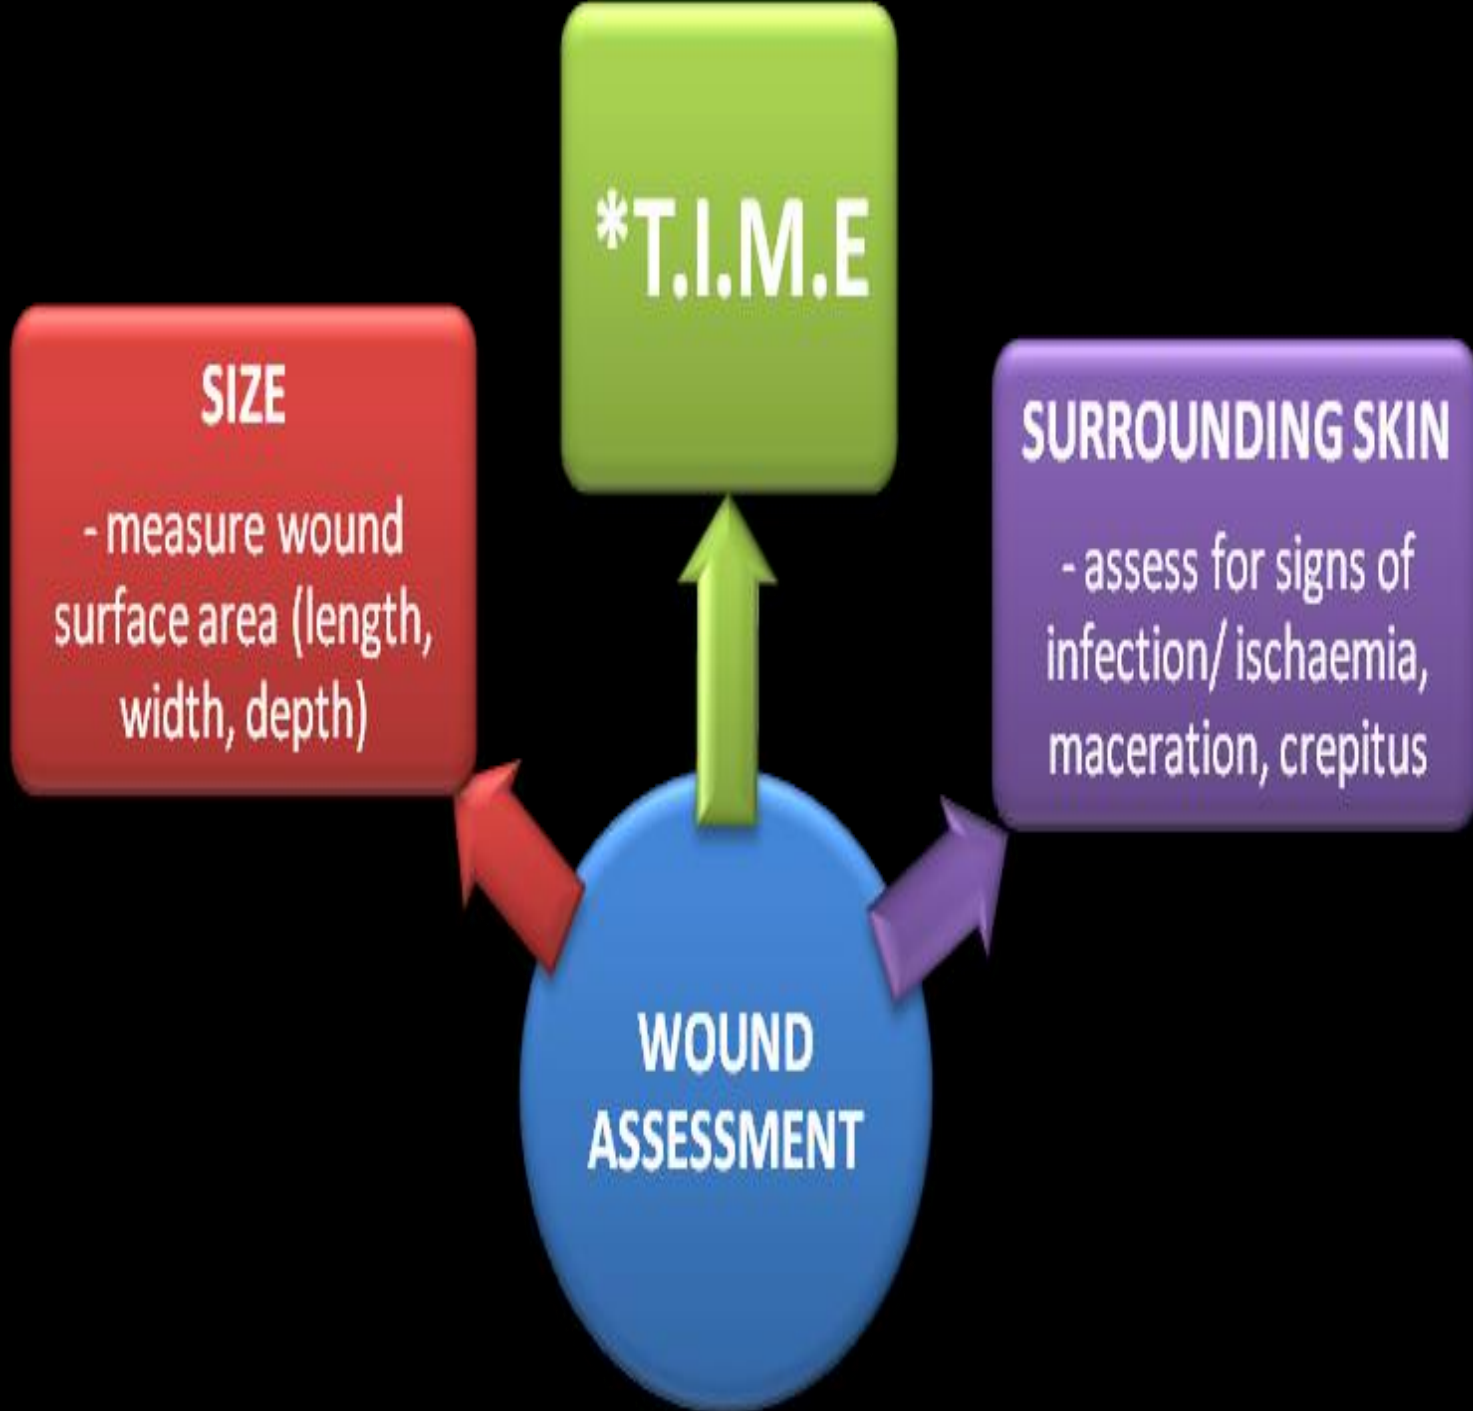 *T.I.M.E
SIZE
- measure wound
surface area (length,
width, depth)
SURROUNDING SKIN
- assess for signs of
infection/ ischaemia,
maceration, crepitus
WOUND
ASSESSMENT